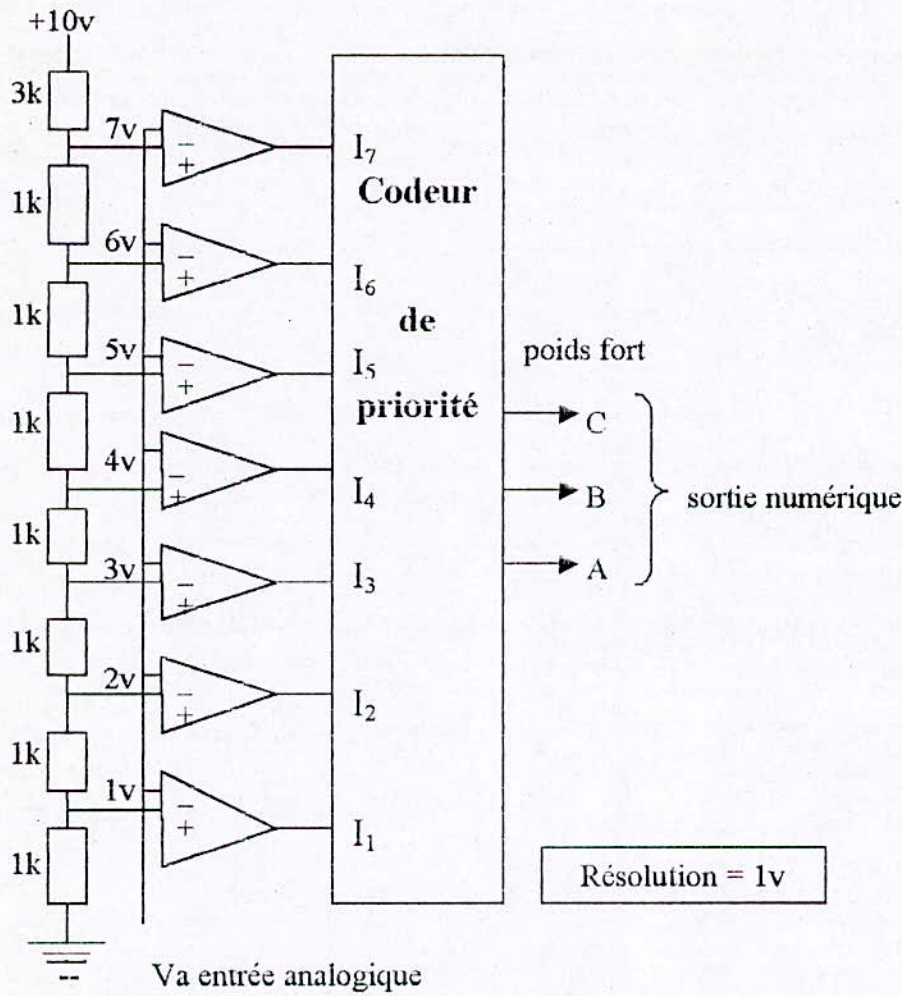 +10v
3k
7v
−
+
I₇
Codeur
1k
6v
−
+
I₆
1k
de
5v
−
+
I₅
poids fort
1k
priorité
C
4v
−
+
I₄
B
sortie numérique
1k
3v
−
+
I₃
A
1k
2v
−
+
I₂
1k
1v
−
+
I₁
1k
Résolution = 1v
--
Va entrée analogique